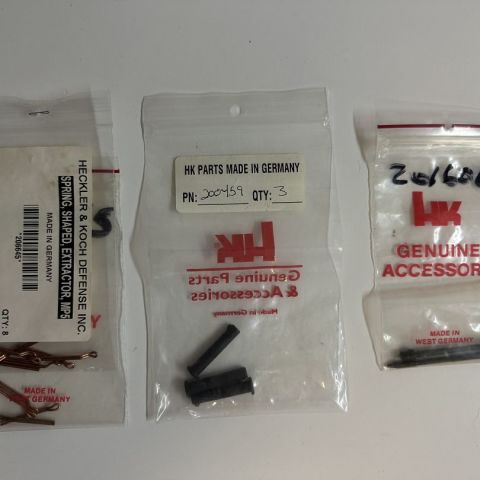 HECKLER & KOCH DEFENSE INC.
SPRING, SHAPED, EXTRACTOR, MP5
MADE IN GERMANY
*208645*
QTY: 8
MADE IN
WEST GERMANY
HK PARTS MADE IN GERMANY
PN: 200459 QTY: 3
HK
Genuine Parts
& Accessories
Made in Germany
HK
GENUINE
ACCESSOR
MADE IN
WEST GERMANY